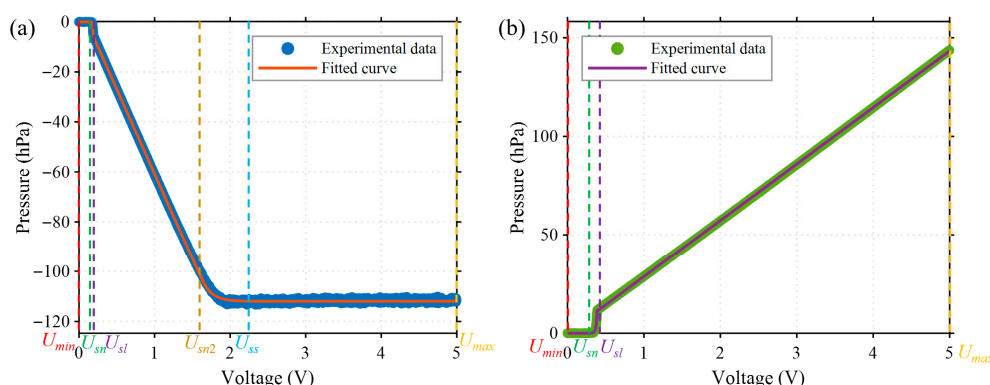 (a)
0
−20
−40
−60
−80
−100
−120
Pressure (hPa)
Experimental data
Fitted curve
0 1 2 3 4 5
U_min U_sn U_sl U_sn2 U_ss U_max
Voltage (V)
(b)
150
100
50
0
Pressure (hPa)
Experimental data
Fitted curve
0 1 2 3 4 5
U_min U_sn U_sl U_max
Voltage (V)